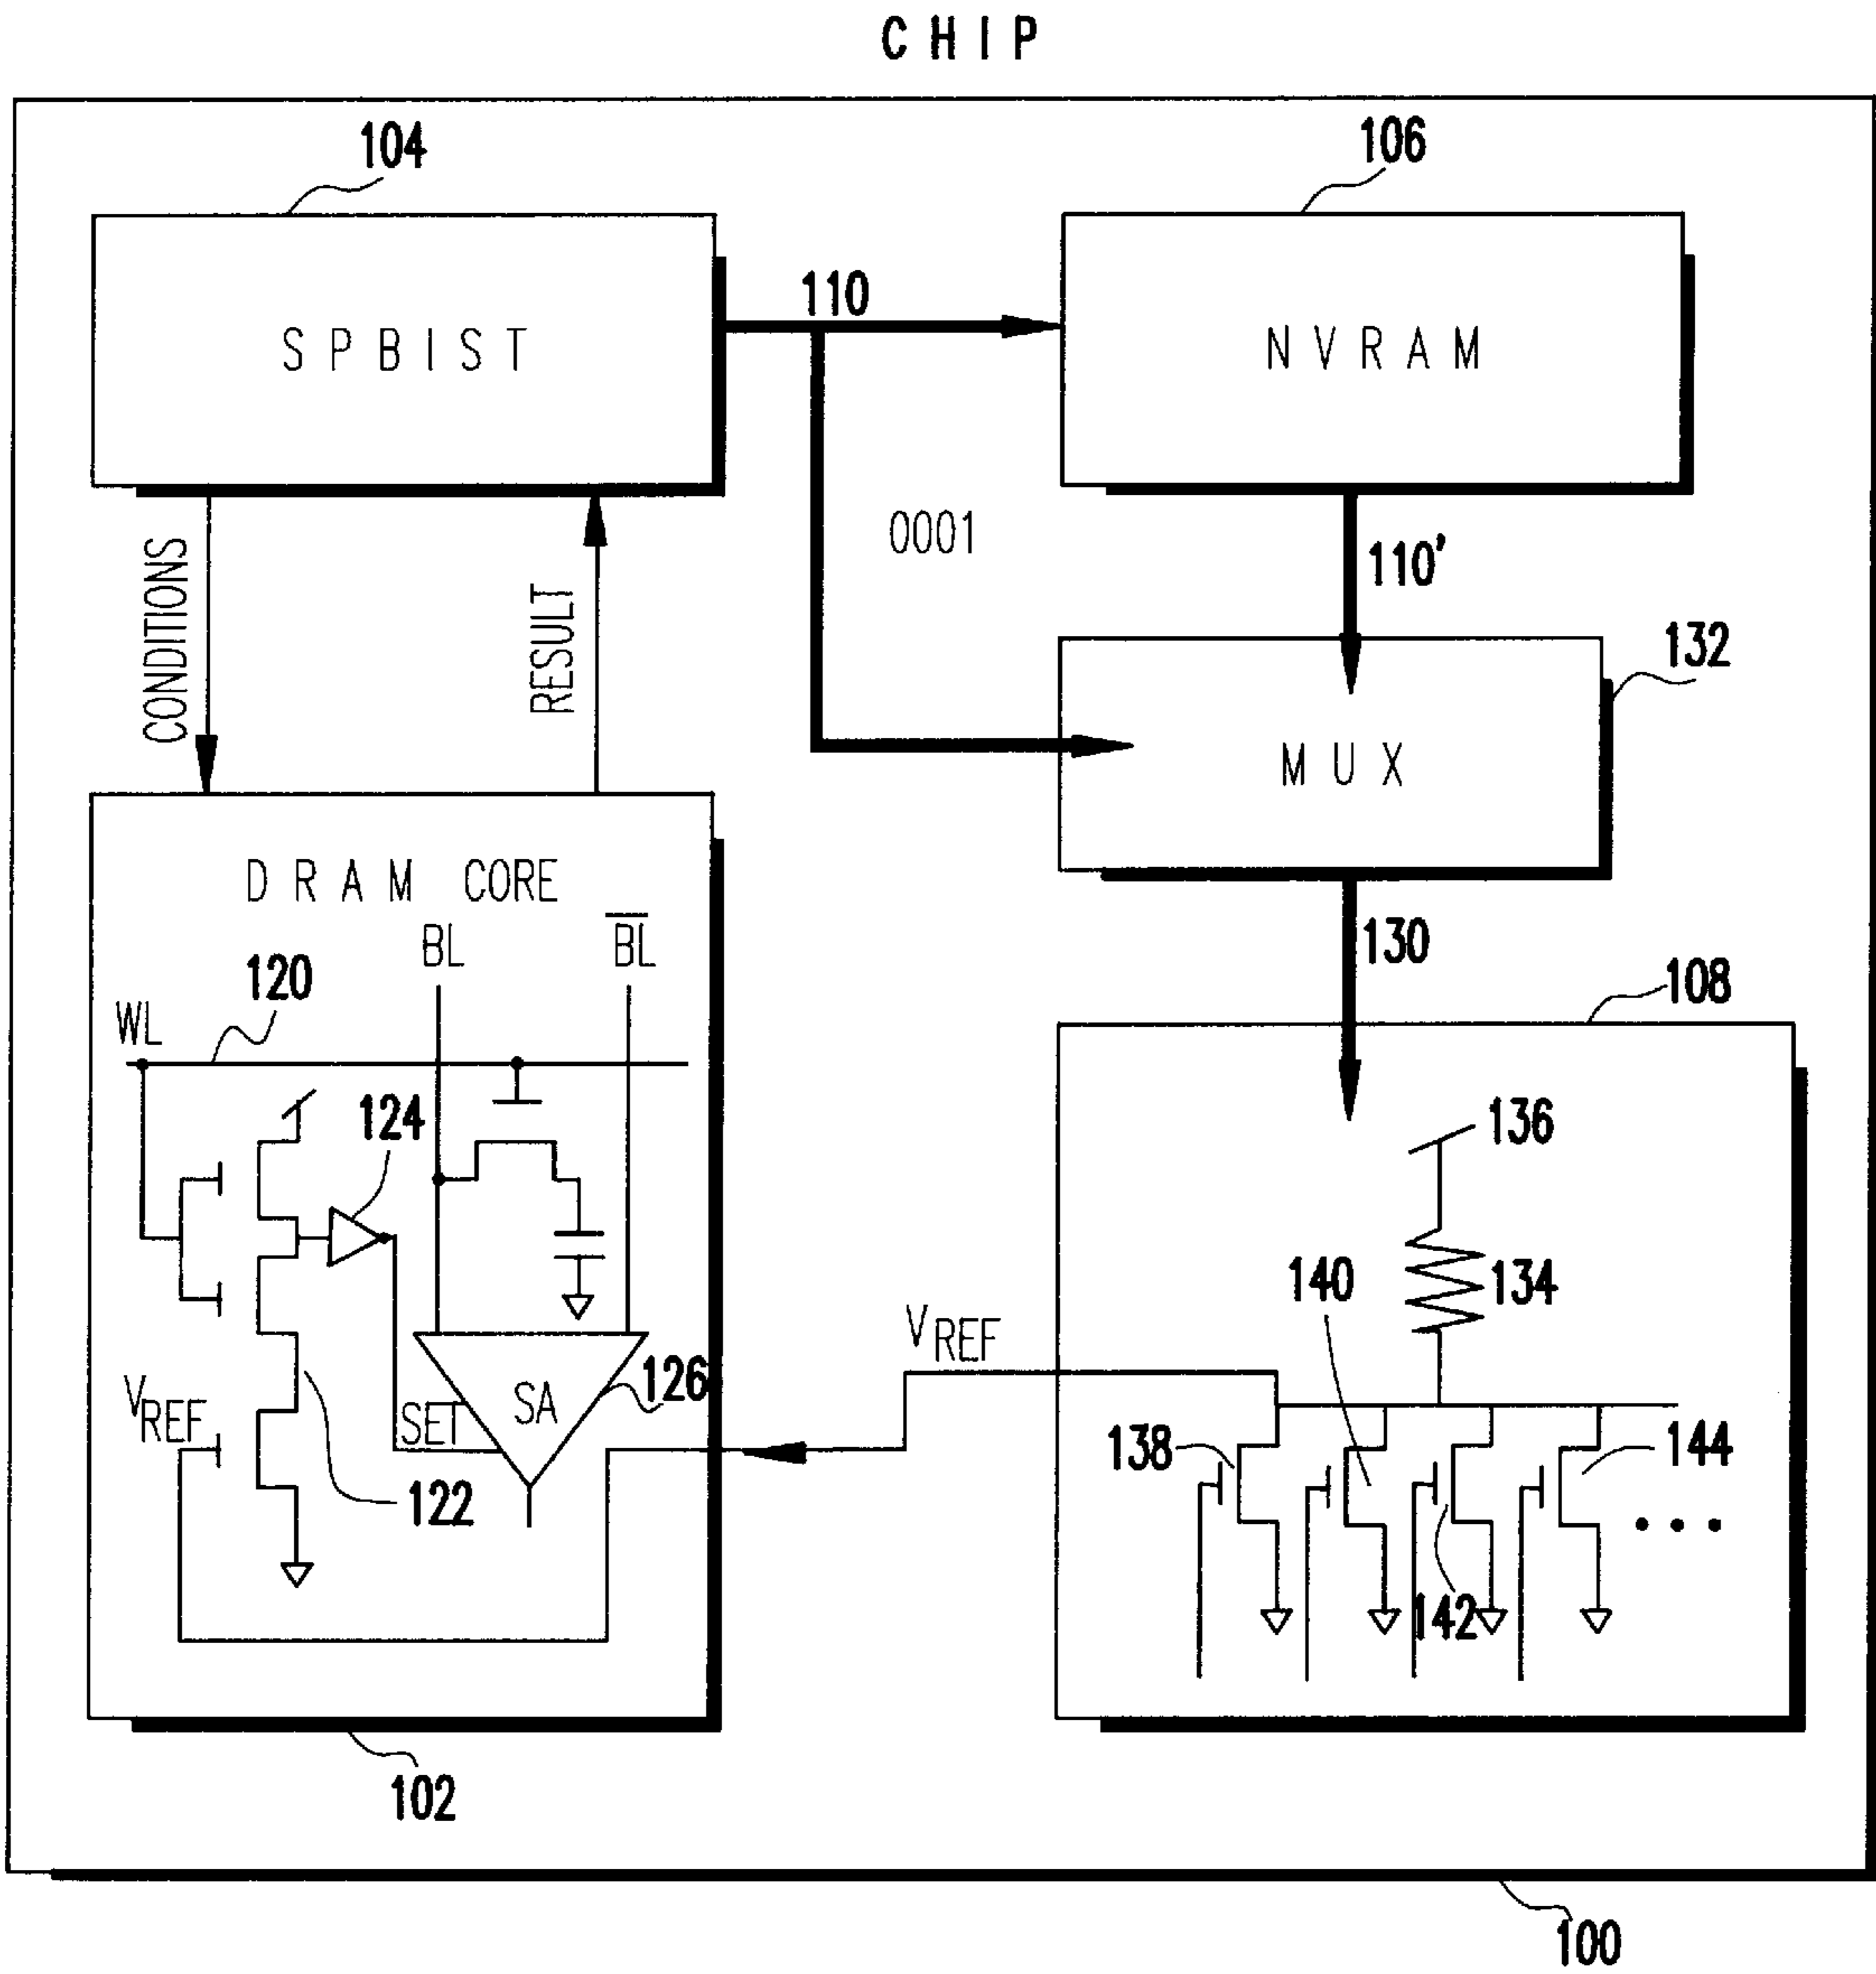 CHIP
104
106
SPBIST
110
NVRAM
0001
110'
CONDITIONS
RESULT
132
MUX
DRAM CORE
BL
BL
130
120
WL
108
124
136
140
134
VREF
126
SA
VREF
SET
138
144
122
142
102
100